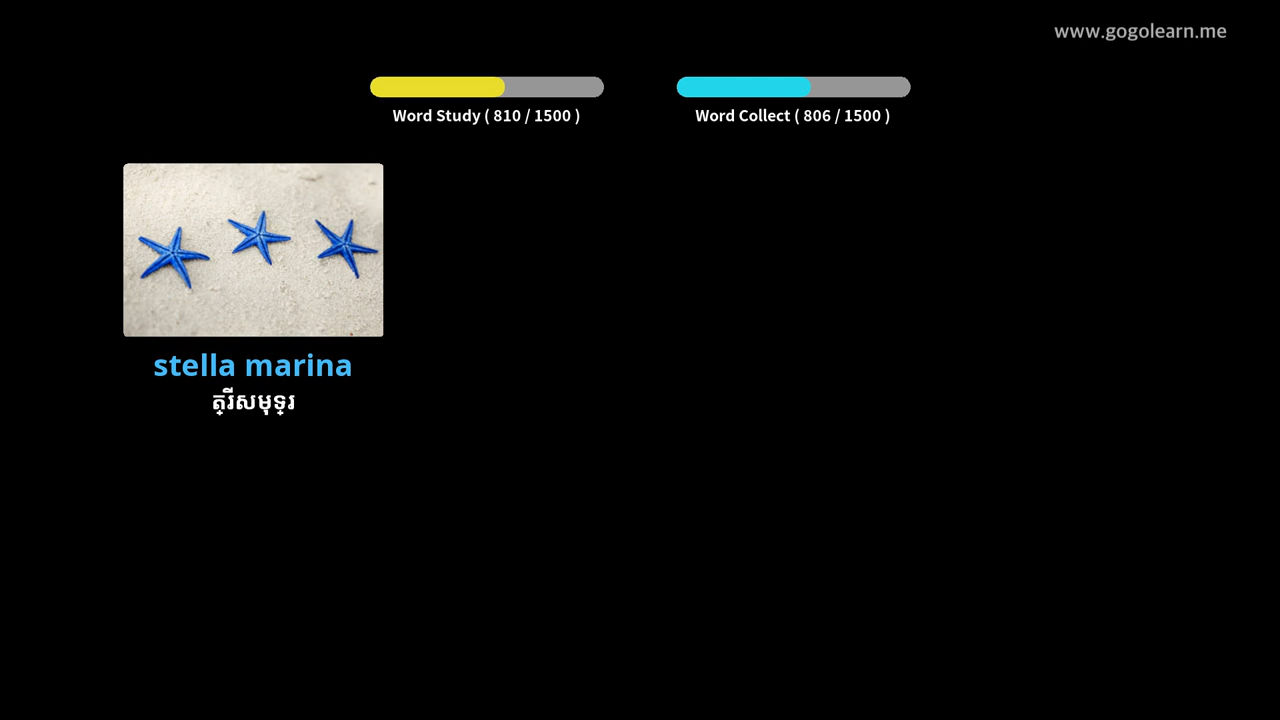 www.gogolearn.me
Word Study ( 810 / 1500 )
Word Collect ( 806 / 1500 )
stella marina
ត្រីសមុទ្រ